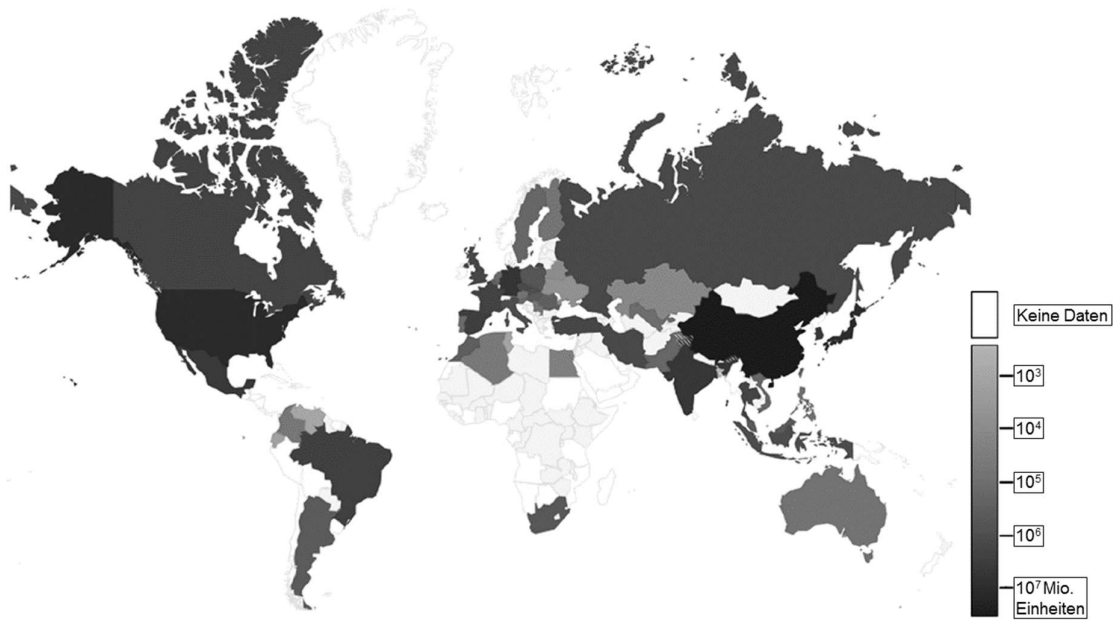 Keine Daten
10³
10⁴
10⁵
10⁶
10⁷ Mio.
Einheiten